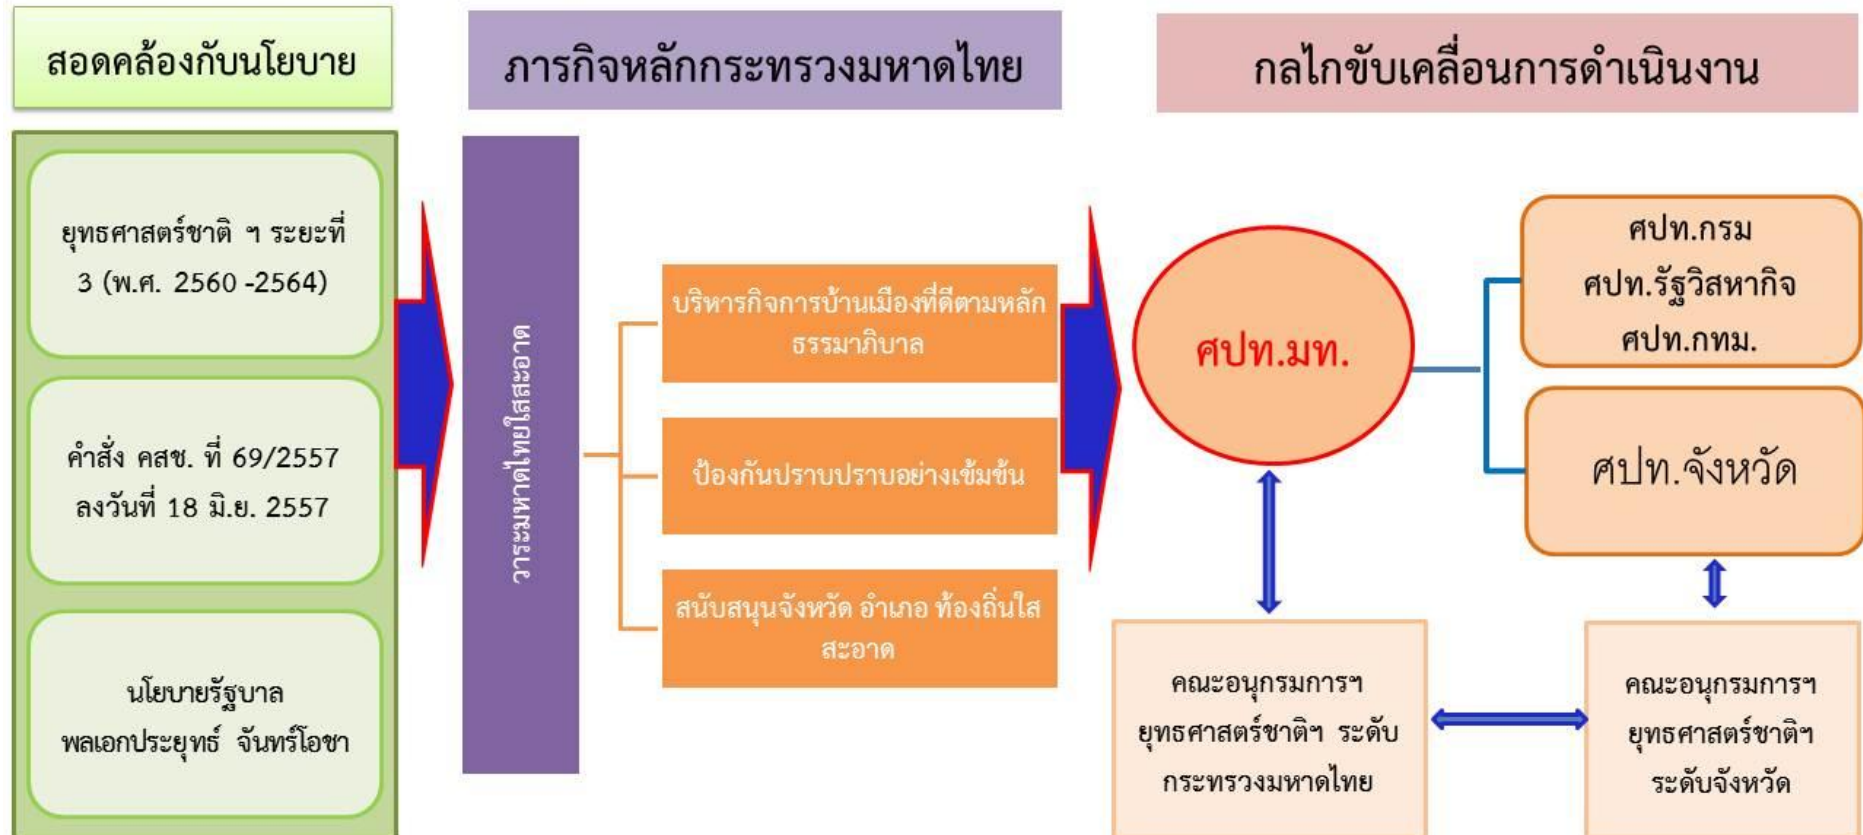 สอดคล้องกับนโยบาย
ยุทธศาสตร์ชาติ ฯ ระยะที่
3 (พ.ศ. 2560 -2564)
คำสั่ง คสช. ที่ 69/2557
ลงวันที่ 18 มิ.ย. 2557
นโยบายรัฐบาล
พลเอกประยุทธ์ จันทร์โอชา
ภารกิจหลักกระทรวงมหาดไทย
วาระมหาดไทยใสสะอาด
บริหารกิจการบ้านเมืองที่ดีตามหลัก
ธรรมาภิบาล
ป้องกันปราบปราบอย่างเข้มข้น
สนับสนุนจังหวัด อำเภอ ท้องถิ่นใส
สะอาด
กลไกขับเคลื่อนการดำเนินงาน
ศปท.มท.
ศปท.กรม
ศปท.รัฐวิสหากิจ
ศปท.กทม.
ศปท.จังหวัด
คณะอนุกรมการฯ
ยุทธศาสตร์ชาติฯ ระดับ
กระทรวงมหาดไทย
คณะอนุกรมการฯ
ยุทธศาสตร์ชาติฯ
ระดับจังหวัด